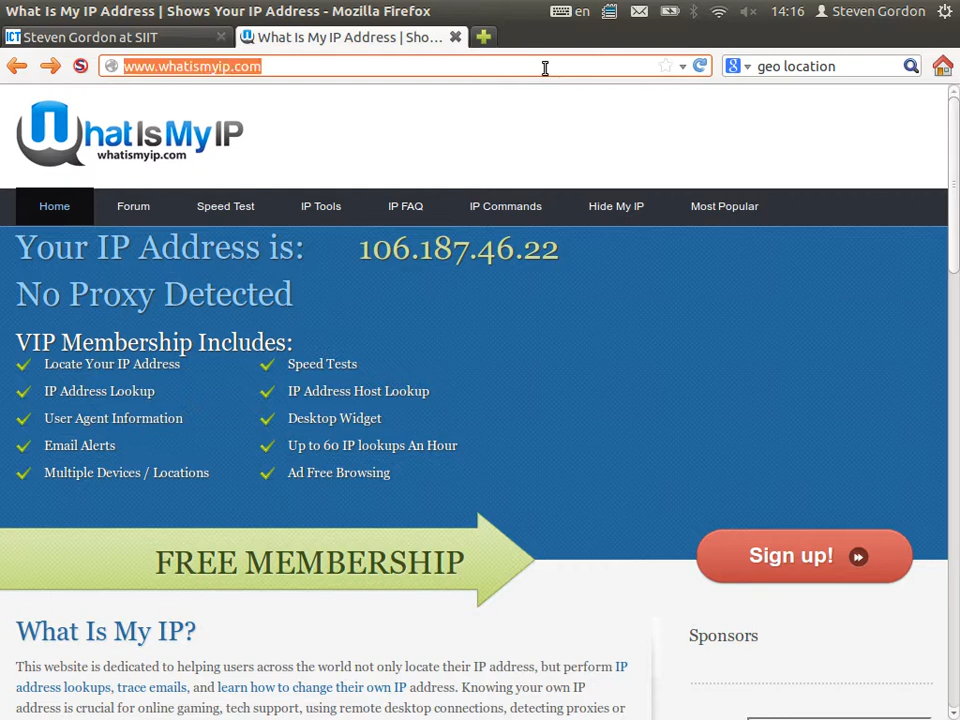 What Is My IP Address | Shows Your IP Address - Mozilla Firefox
en
14:16
Steven Gordon
ICT Steven Gordon at SIIT
What Is My IP Address | Sho...
www.whatismyip.com
geo location
WhatIsMyIP
whatismyip.com
Home
Forum
Speed Test
IP Tools
IP FAQ
IP Commands
Hide My IP
Most Popular
Your IP Address is: 106.187.46.22
No Proxy Detected
VIP Membership Includes:
Locate Your IP Address
Speed Tests
IP Address Lookup
IP Address Host Lookup
User Agent Information
Desktop Widget
Email Alerts
Up to 60 IP lookups An Hour
Multiple Devices / Locations
Ad Free Browsing
FREE MEMBERSHIP
Sign up!
What Is My IP?
Sponsors
This website is dedicated to helping users across the world not only locate their IP address, but perform IP
address lookups, trace emails, and learn how to change their own IP address. Knowing your own IP
address is crucial for online gaming, tech support, using remote desktop connections, detecting proxies or